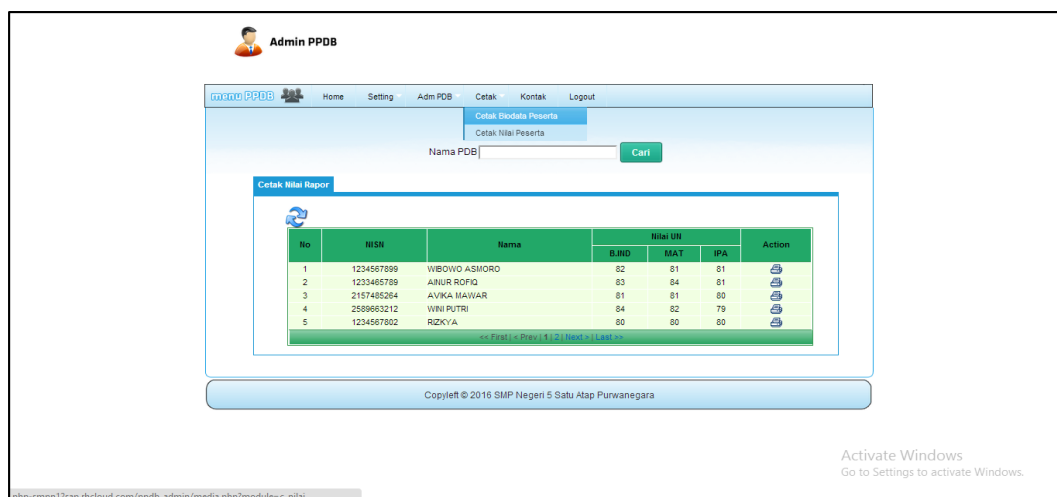 Admin PPDB
menu PPDB Home Setting Adm PDB Cetak Kontak Logout
Cetak Biodata Peserta
Cetak Nilai Peserta
Nama PDB Cari
Cetak Nilai Rapor
No NISN Nama Nilai UN Action
B.IND MAT IPA
1 1234567899 WIBOWO ASMORO 82 81 81
2 1233465789 AINUR ROFIQ 83 84 81
3 2157485264 AVIKA MAWAR 81 81 80
4 2589663212 WINI PUTRI 84 82 79
5 1234567802 RIZKYA 80 80 80
<< First | < Prev | 1 | 2 | Next > | Last >>
Copyleft © 2016 SMP Negeri 5 Satu Atap Purwanegara
Activate Windows
Go to Settings to activate Windows.